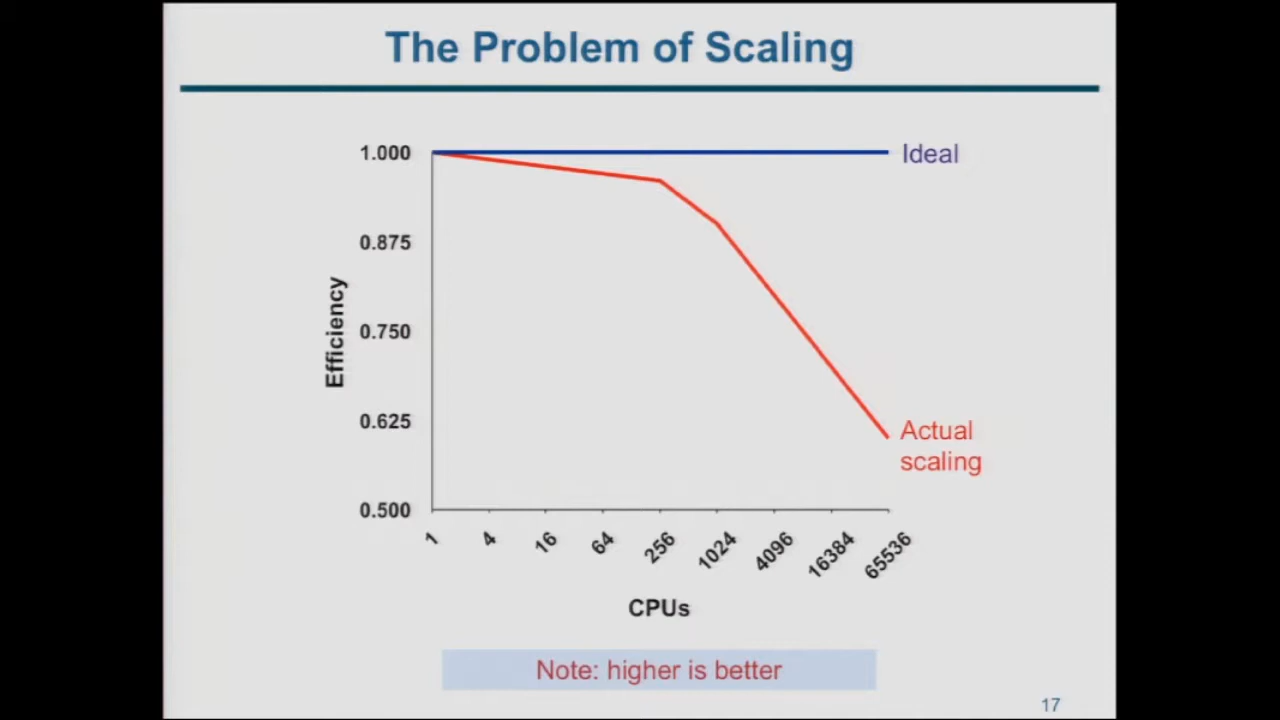 The Problem of Scaling
1.000
0.875
0.750
0.625
0.500
Efficiency
Ideal
Actual
scaling
1
4
16
64
256
1024
4096
16384
65536
CPUs
Note: higher is better
17